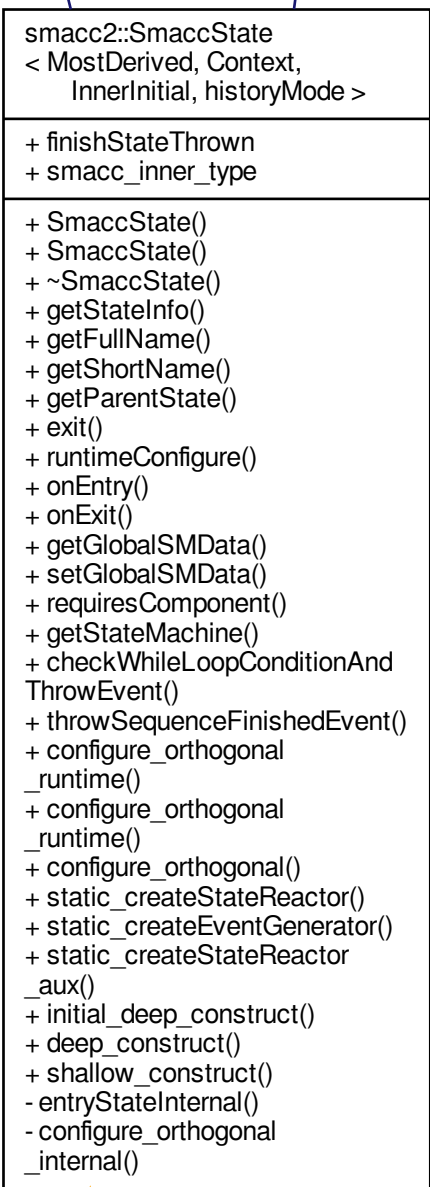 smacc2::SmaccState
< MostDerived, Context,
InnerInitial, historyMode >
+ finishStateThrown
+ smacc_inner_type
+ SmaccState()
+ SmaccState()
+ ~SmaccState()
+ getStateInfo()
+ getFullName()
+ getShortName()
+ getParentState()
+ exit()
+ runtimeConfigure()
+ onEntry()
+ onExit()
+ getGlobalSMData()
+ setGlobalSMData()
+ requiresComponent()
+ getStateMachine()
+ checkWhileLoopConditionAnd
ThrowEvent()
+ throwSequenceFinishedEvent()
+ configure_orthogonal
_runtime()
+ configure_orthogonal
_runtime()
+ configure_orthogonal()
+ static_createStateReactor()
+ static_createEventGenerator()
+ static_createStateReactor
_aux()
+ initial_deep_construct()
+ deep_construct()
+ shallow_construct()
- entryStateInternal()
- configure_orthogonal
_internal()